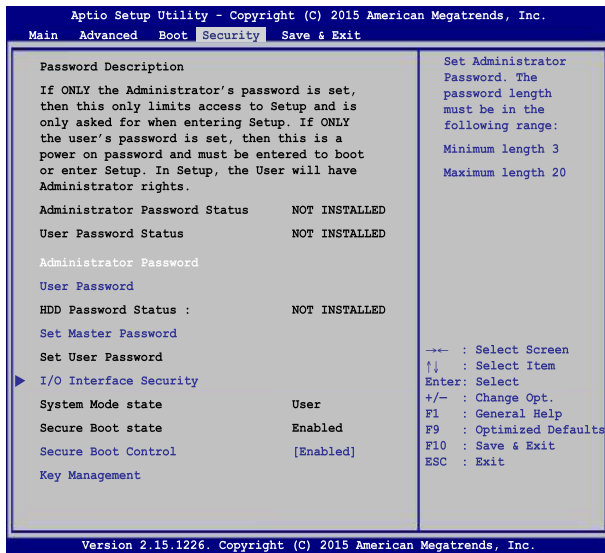 Aptio Setup Utility - Copyright (C) 2015 American Megatrends, Inc.
Main Advanced Boot Security Save & Exit
Password Description
If ONLY the Administrator's password is set,
then this only limits access to Setup and is
only asked for when entering Setup. If ONLY
the user's password is set, then this is a
power on password and must be entered to boot
or enter Setup. In Setup, the User will have
Administrator rights.
Administrator Password Status NOT INSTALLED
User Password Status NOT INSTALLED
Administrator Password
User Password
HDD Password Status : NOT INSTALLED
Set Master Password
Set User Password
I/O Interface Security
System Mode state User
Secure Boot state Enabled
Secure Boot Control [Enabled]
Key Management
Set Administrator
Password. The
password length
must be in the
following range:
Minimum length 3
Maximum length 20
→← : Select Screen
↑↓ : Select Item
Enter: Select
+/— : Change Opt.
F1 : General Help
F9 : Optimized Defaults
F10 : Save & Exit
ESC : Exit
Version 2.15.1226. Copyright (C) 2015 American Megatrends, Inc.